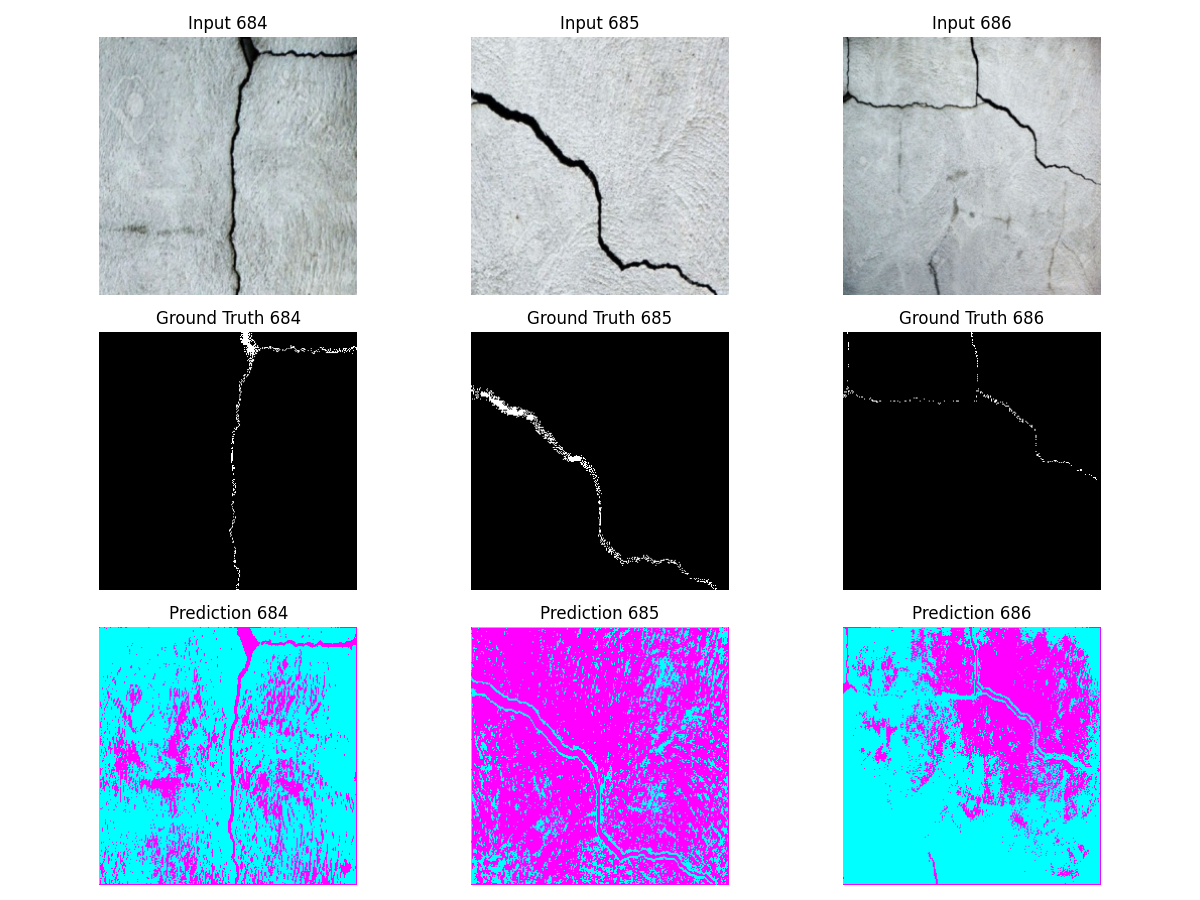 Input 684
Input 685
Input 686
Ground Truth 684
Ground Truth 685
Ground Truth 686
Prediction 684
Prediction 685
Prediction 686